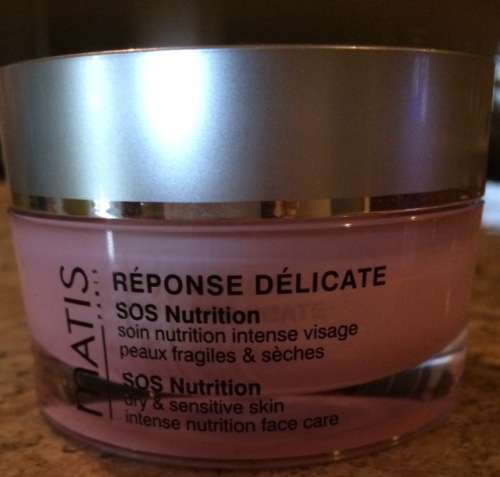 MATIS
PARIS
RÉPONSE DÉLICATE
SOS Nutrition
soin nutrition intense visage
peaux fragiles & sèches
SOS Nutrition
dry & sensitive skin
intense nutrition face care